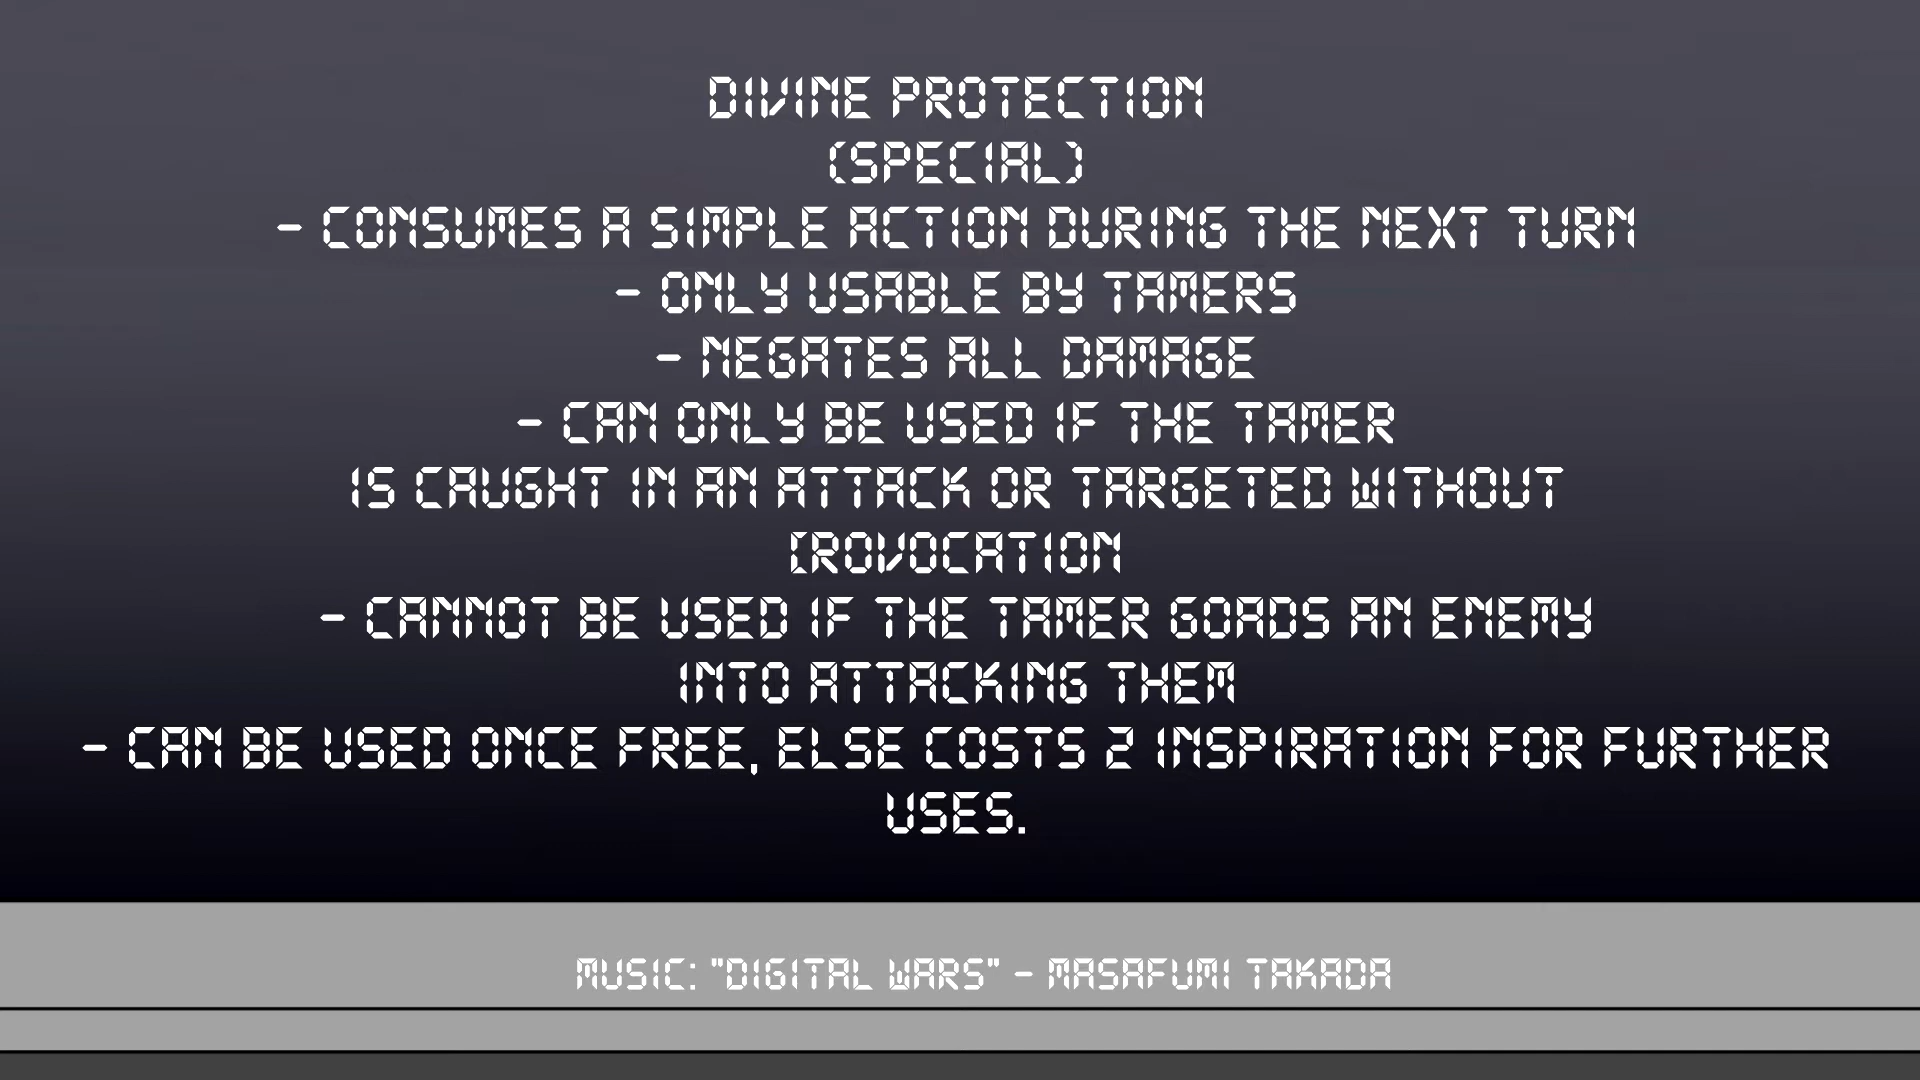 DIVINE PROTECTION
(SPECIAL)
- CONSUMES A SIMPLE ACTION DURING THE NEXT TURN
- ONLY USABLE BY TAMERS
- NEGATES ALL DAMAGE
- CAN ONLY BE USED IF THE TAMER
IS CAUGHT IN AN ATTACK OR TARGETED WITHOUT
[ROVOCATION
- CANNOT BE USED IF THE TAMER GOADS AN ENEMY
INTO ATTACKING THEM
- CAN BE USED ONCE FREE, ELSE COSTS 2 INSPIRATION FOR FURTHER
USES.
MUSIC: "DIGITAL WARS" - MASAFUMI TAKADA